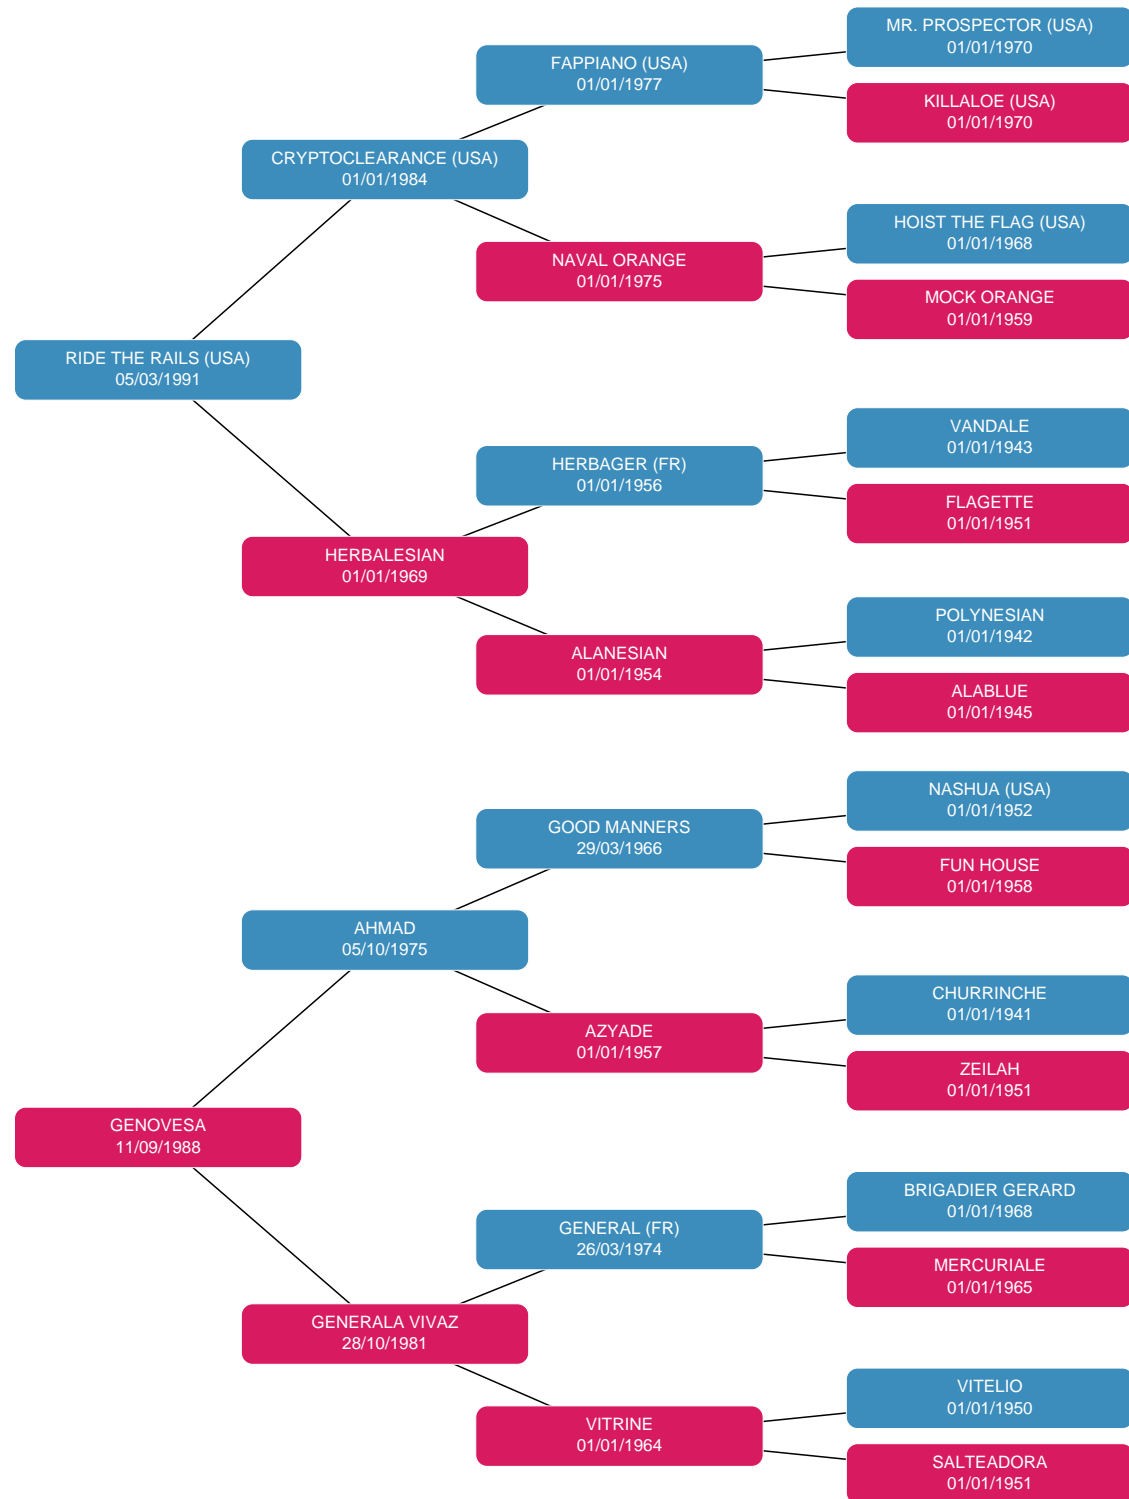 MR. PROSPECTOR (USA)
01/01/1970
FAPPIANO (USA)
01/01/1977
KILLALOE (USA)
01/01/1970
CRYPTOCLEARANCE (USA)
01/01/1984
HOIST THE FLAG (USA)
01/01/1968
NAVAL ORANGE
01/01/1975
MOCK ORANGE
01/01/1959
RIDE THE RAILS (USA)
05/03/1991
VANDALE
01/01/1943
HERBAGER (FR)
01/01/1956
FLAGETTE
01/01/1951
HERBALESIAN
01/01/1969
POLYNESIAN
01/01/1942
ALANESIAN
01/01/1954
ALABLUE
01/01/1945
NASHUA (USA)
01/01/1952
GOOD MANNERS
29/03/1966
FUN HOUSE
01/01/1958
AHMAD
05/10/1975
CHURRINCHE
01/01/1941
AZYADE
01/01/1957
ZEILAH
01/01/1951
GENOVESA
11/09/1988
BRIGADIER GERARD
01/01/1968
GENERAL (FR)
26/03/1974
MERCURIALE
01/01/1965
GENERALA VIVAZ
28/10/1981
VITELIO
01/01/1950
VITRINE
01/01/1964
SALTEADORA
01/01/1951